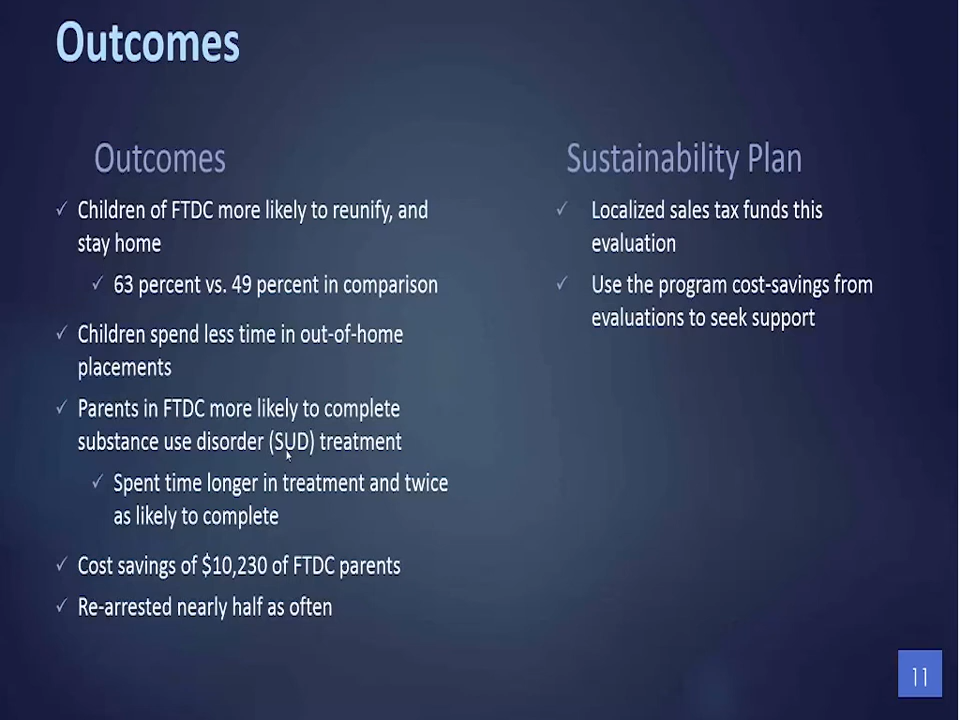 Outcomes
Outcomes
Children of FTDC more likely to reunify, and
stay home
63 percent vs. 49 percent in comparison
Children spend less time in out-of-home
placements
Parents in FTDC more likely to complete
substance use disorder (SUD) treatment
Spent time longer in treatment and twice
as likely to complete
Cost savings of $10,230 of FTDC parents
Re-arrested nearly half as often
Sustainability Plan
Localized sales tax funds this
evaluation
Use the program cost-savings from
evaluations to seek support
11